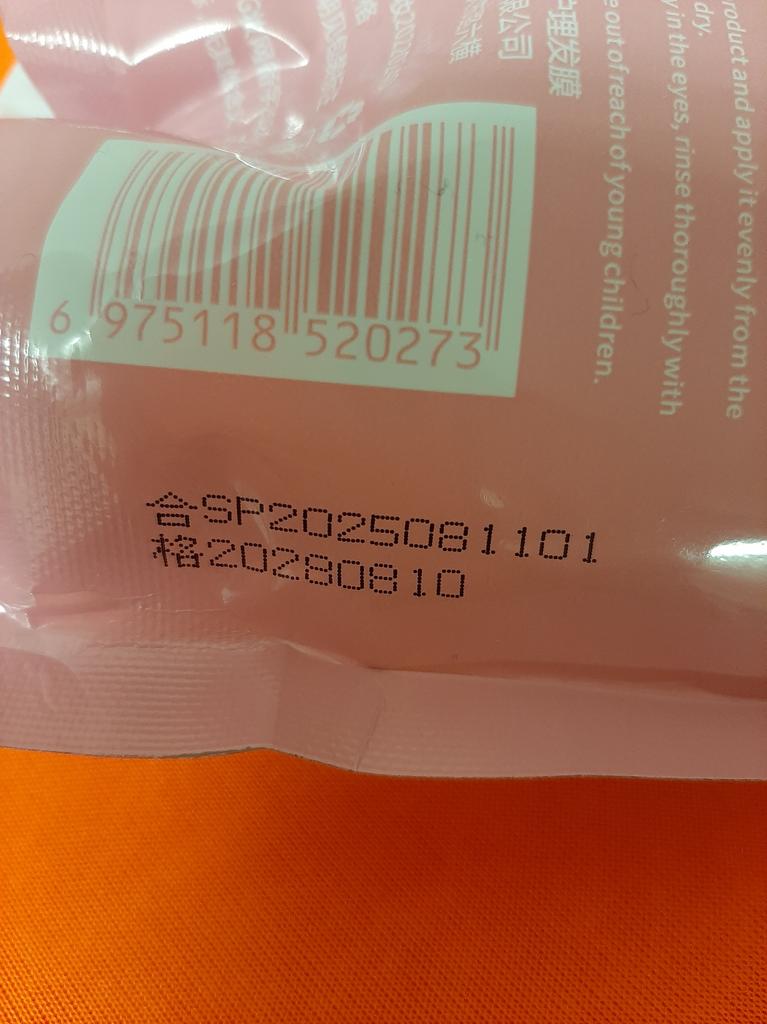 roduct and apply it evenly from the
dry.
y in the eyes, rinse thoroughly with
e out of reach of young children.
护理发膜
限公司
6 975118 520273
合SP2025081101
格20280810